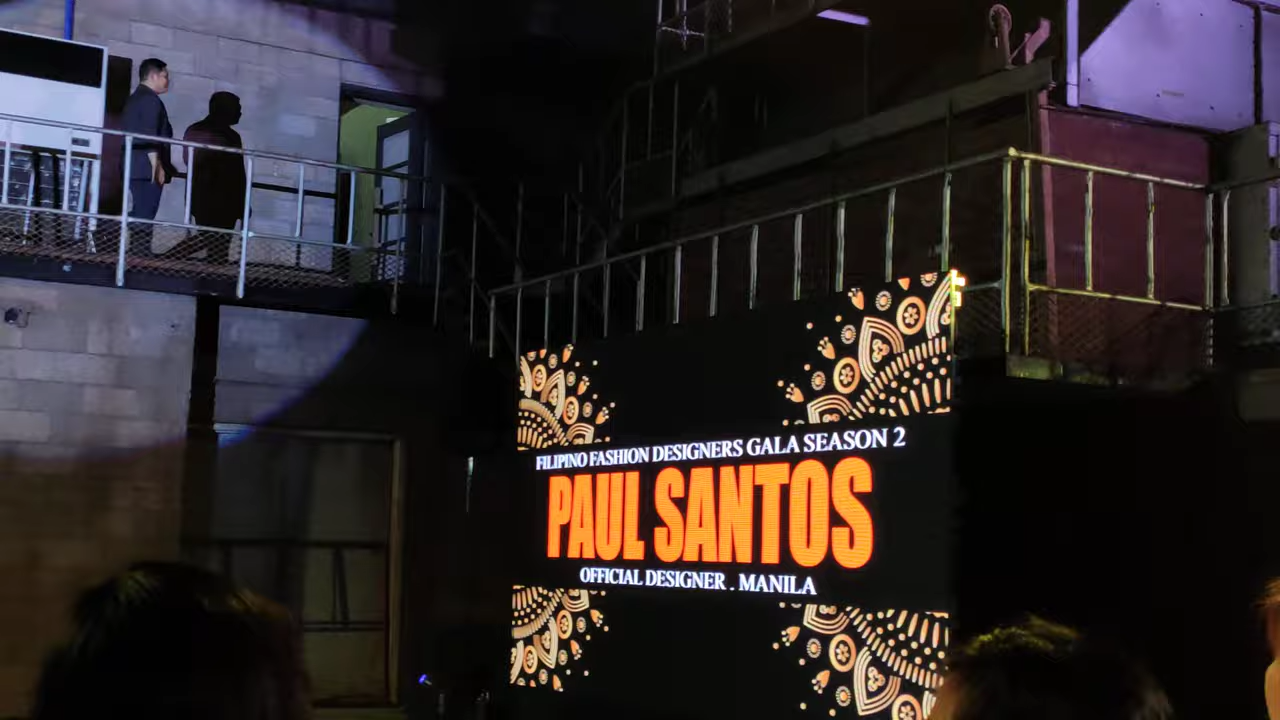 FILIPINO FASHION DESIGNERS GALA SEASON 2
PAUL SANTOS
OFFICIAL DESIGNER . MANILA